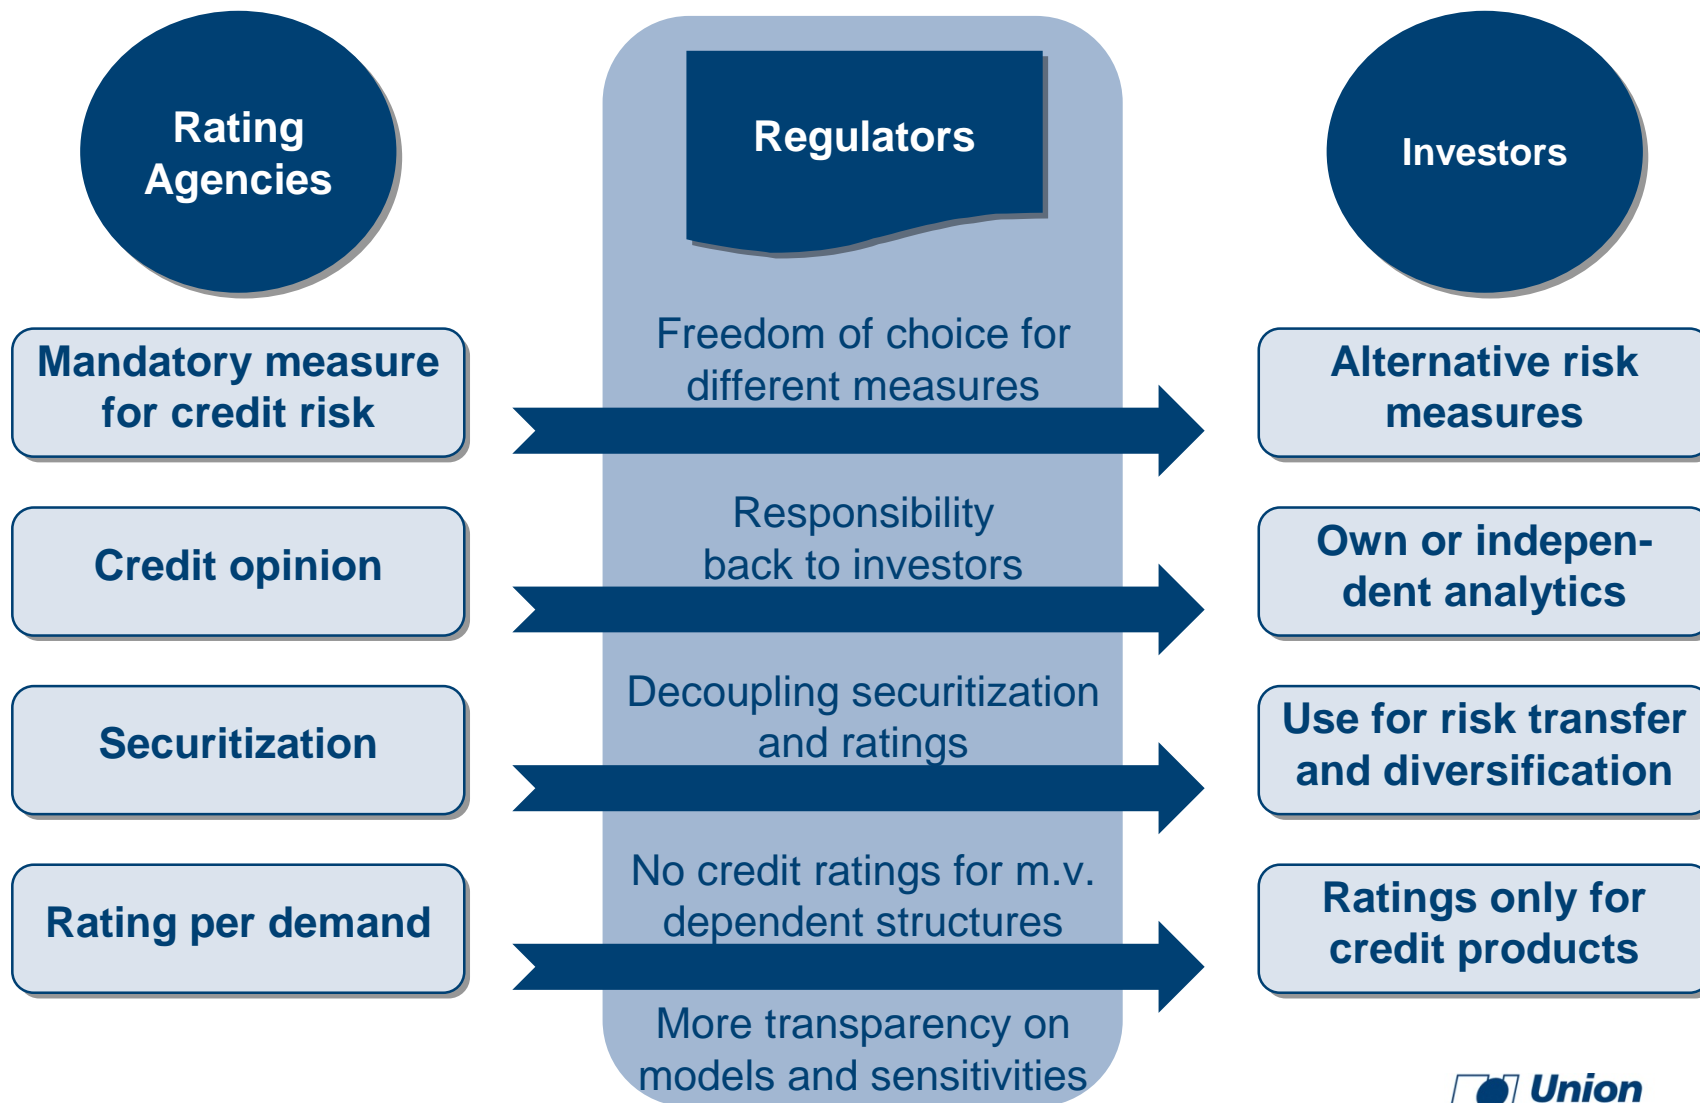 Rating
Agencies
Regulators
Investors
Mandatory measure
for credit risk
Freedom of choice for
different measures
Alternative risk
measures
Credit opinion
Responsibility
back to investors
Own or indepen-
dent analytics
Securitization
Decoupling securitization
and ratings
Use for risk transfer
and diversification
Rating per demand
No credit ratings for m.v.
dependent structures
Ratings only for
credit products
More transparency on
models and sensitivities
Union